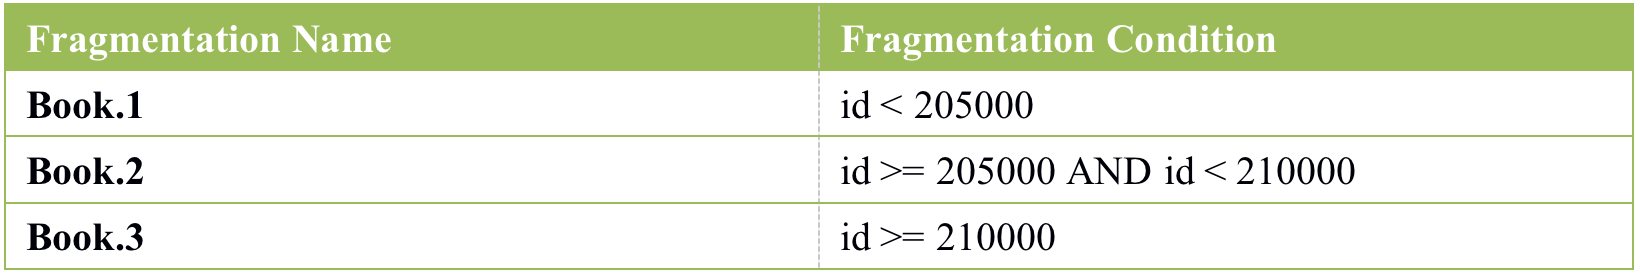 Fragmentation Name Fragmentation Condition
Book.1 id < 205000
Book.2 id >= 205000 AND id < 210000
Book.3 id >= 210000